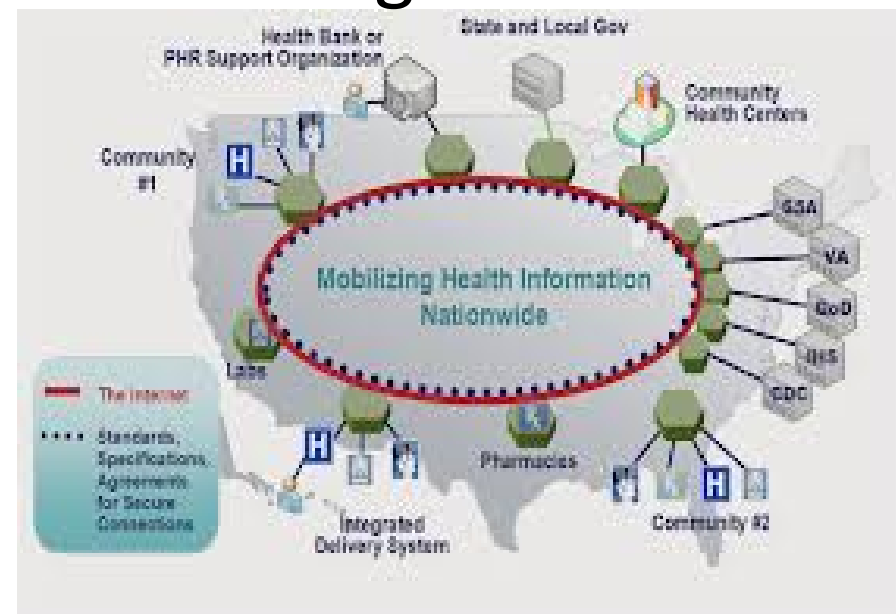 g
State and Local Gov
Health Bank or
PHR Support Organization
Community
Health Centers
Community
#1
H
SSA
VA
DoD
IHS
CDC
Mobilizing Health Information
Nationwide
Labs
The Internet
Standards,
Specifications,
Agreements
for Secure
Connections
H
Integrated
Delivery System
Pharmacies
H
Community #2